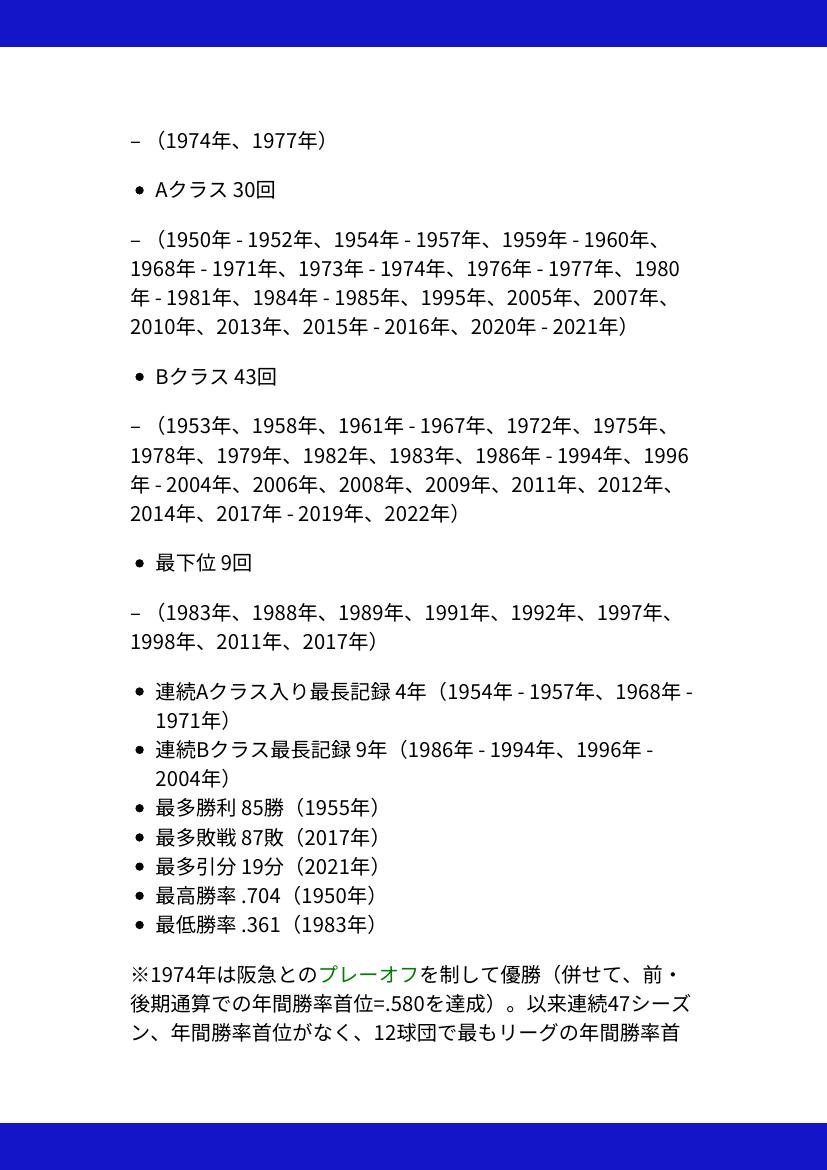 – （1974年、1977年）
● Aクラス 30回
– （1950年 - 1952年、1954年 - 1957年、1959年 - 1960年、
1968年 - 1971年、1973年 - 1974年、1976年 - 1977年、1980
年 - 1981年、1984年 - 1985年、1995年、2005年、2007年、
2010年、2013年、2015年 - 2016年、2020年 - 2021年）
● Bクラス 43回
– （1953年、1958年、1961年 - 1967年、1972年、1975年、
1978年、1979年、1982年、1983年、1986年 - 1994年、1996
年 - 2004年、2006年、2008年、2009年、2011年、2012年、
2014年、2017年 - 2019年、2022年）
● 最下位 9回
– （1983年、1988年、1989年、1991年、1992年、1997年、
1998年、2011年、2017年）
● 連続Aクラス入り最長記録 4年（1954年 - 1957年、1968年 -
1971年）
● 連続Bクラス最長記録 9年（1986年 - 1994年、1996年 -
2004年）
● 最多勝利 85勝（1955年）
● 最多敗戦 87敗（2017年）
● 最多引分 19分（2021年）
● 最高勝率 .704（1950年）
● 最低勝率 .361（1983年）
※1974年は阪急とのプレーオフを制して優勝（併せて、前・
後期通算での年間勝率首位=.580を達成）。以来連続47シーズ
ン、年間勝率首位がなく、12球団で最もリーグの年間勝率首